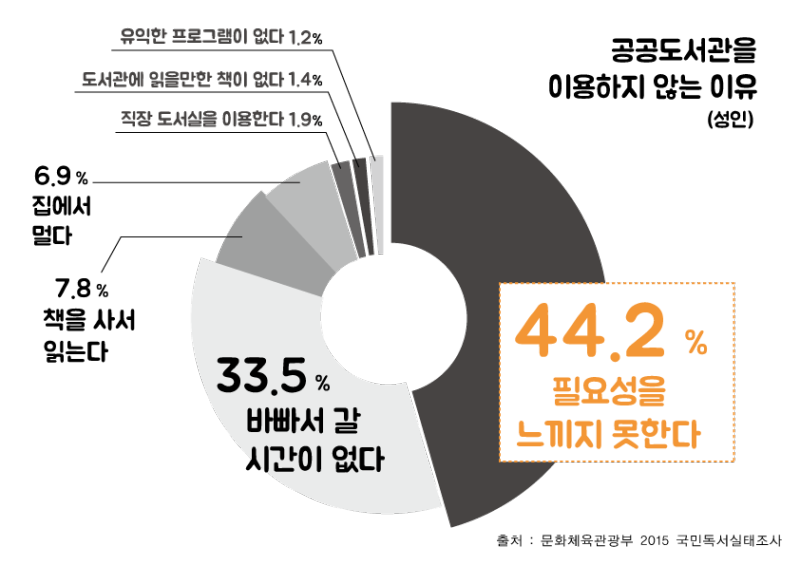 공공도서관을
이용하지 않는 이유
(성인)
유익한 프로그램이 없다 1.2%
도서관에 읽을만한 책이 없다 1.4%
직장 도서실을 이용한다 1.9%
6.9 %
집에서
멀다
7.8 %
책을 사서
읽는다
33.5 %
바빠서 갈
시간이 없다
44.2 %
필요성을
느끼지 못한다
출처 : 문화체육관광부 2015 국민독서실태조사